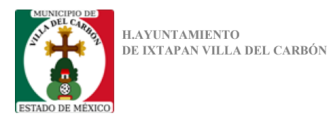 MUNICIPIO DE
VILLA DEL CARBON
ESTADO DE MÉXICO
H.AYUNTAMIENTO
DE IXTAPAN VILLA DEL CARBÓN